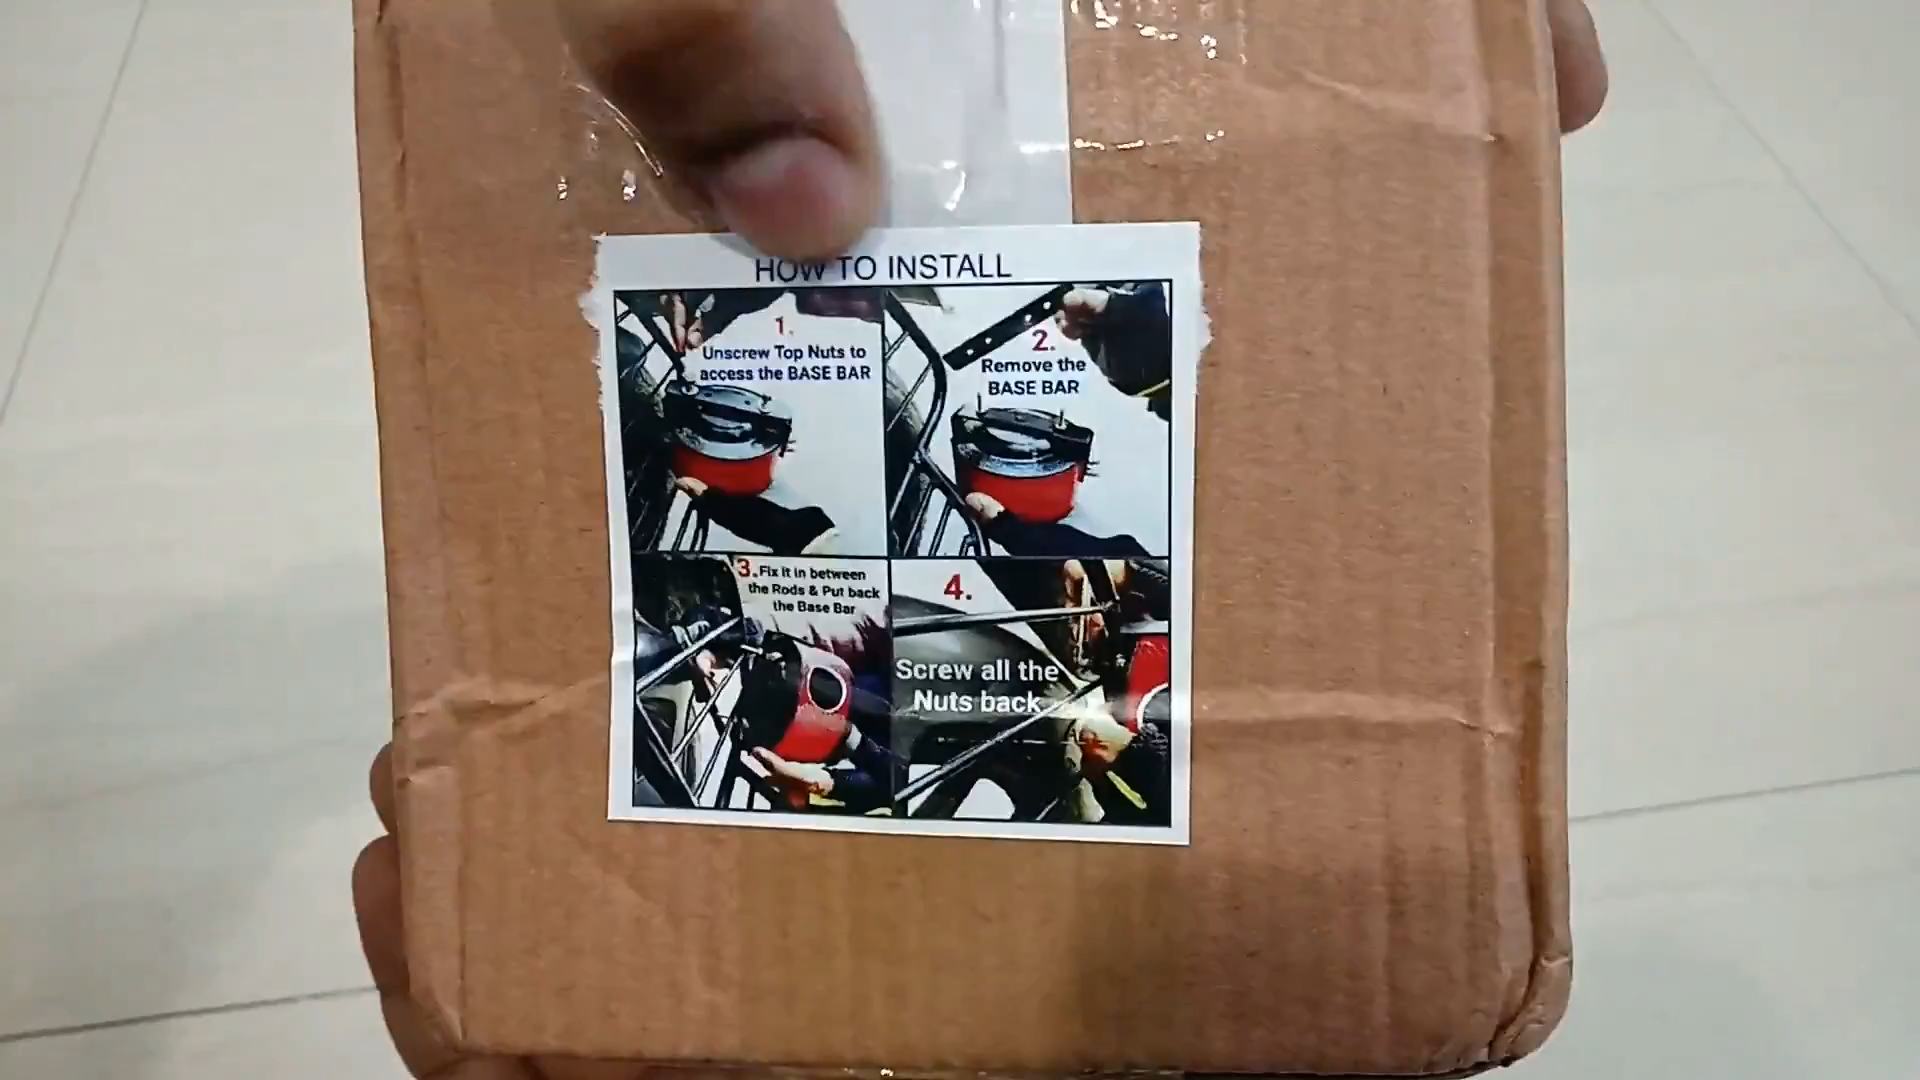 HOW TO INSTALL
1.
Unscrew Top Nuts to
access the BASE BAR
2.
Remove the
BASE BAR
3.Fix it in between
the Rods & Put back
the Base Bar
4.
Screw all the
Nuts back